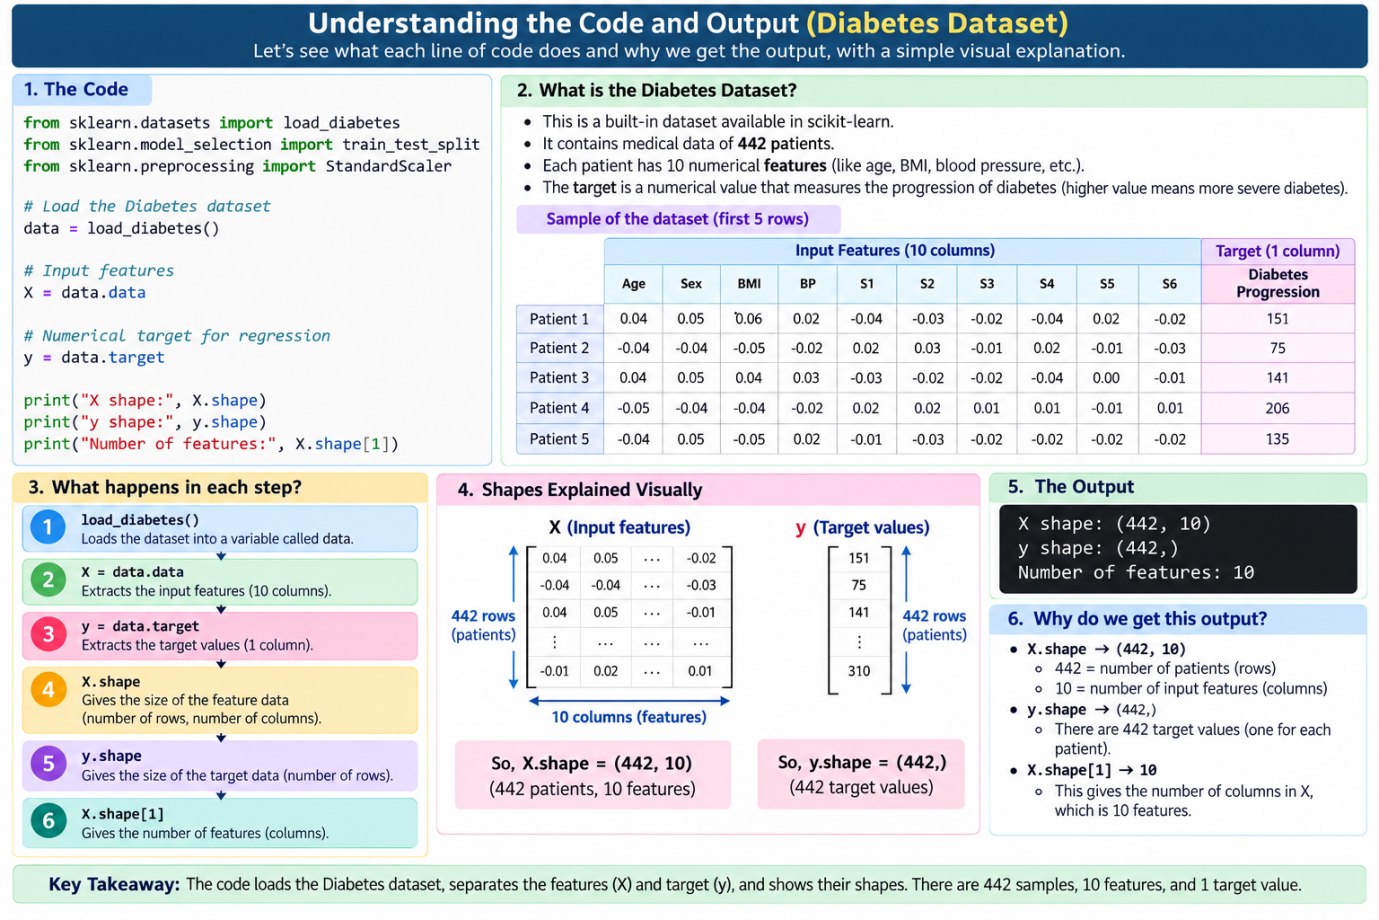 Understanding the Code and Output (Diabetes Dataset)
Let's see what each line of code does and why we get the output, with a simple visual explanation.
1. The Code
from sklearn.datasets import load_diabetes
from sklearn.model_selection import train_test_split
from sklearn.preprocessing import StandardScaler
# Load the Diabetes dataset
data = load_diabetes()
# Input features
X = data.data
# Numerical target for regression
y = data.target
print("X shape:", X.shape)
print("y shape:", y.shape)
print("Number of features:", X.shape[1])
2. What is the Diabetes Dataset?
• This is a built-in dataset available in scikit-learn.
• It contains medical data of 442 patients.
• Each patient has 10 numerical features (like age, BMI, blood pressure, etc.).
• The target is a numerical value that measures the progression of diabetes (higher value means more severe diabetes).
Sample of the dataset (first 5 rows)
Input Features (10 columns) Target (1 column)
Age Sex BMI BP S1 S2 S3 S4 S5 S6 Diabetes
Progression
Patient 1 0.04 0.05 0.06 0.02 -0.04 -0.03 -0.02 -0.04 0.02 -0.02 151
Patient 2 -0.04 -0.04 -0.05 -0.02 0.02 0.03 -0.01 0.02 -0.01 -0.03 75
Patient 3 0.04 0.05 0.04 0.03 -0.03 -0.02 -0.02 -0.04 0.00 -0.01 141
Patient 4 -0.05 -0.04 -0.04 -0.02 0.02 0.02 0.01 0.01 -0.01 0.01 206
Patient 5 -0.04 0.05 -0.05 0.02 -0.01 -0.03 -0.02 -0.02 -0.02 -0.02 135
3. What happens in each step?
1 load_diabetes()
Loads the dataset into a variable called data.
2 X = data.data
Extracts the input features (10 columns).
3 y = data.target
Extracts the target values (1 column).
4 X.shape
Gives the size of the feature data
(number of rows, number of columns).
5 y.shape
Gives the size of the target data (number of rows).
6 X.shape[1]
Gives the number of features (columns).
4. Shapes Explained Visually
X (Input features)
0.04 0.05 ... -0.02
-0.04 -0.04 ... -0.03
0.04 0.05 ... -0.01
⋮ ... ... ...
-0.01 0.02 ... 0.01
442 rows
(patients)
10 columns (features)
So, X.shape = (442, 10)
(442 patients, 10 features)
y (Target values)
151
75
141
⋮
310
442 rows
(patients)
So, y.shape = (442,)
(442 target values)
5. The Output
X shape: (442, 10)
y shape: (442,)
Number of features: 10
6. Why do we get this output?
• X.shape → (442, 10)
◦ 442 = number of patients (rows)
◦ 10 = number of input features (columns)
• y.shape → (442,)
◦ There are 442 target values (one for each
patient).
• X.shape[1] → 10
◦ This gives the number of columns in X,
which is 10 features.
Key Takeaway: The code loads the Diabetes dataset, separates the features (X) and target (y), and shows their shapes. There are 442 samples, 10 features, and 1 target value.